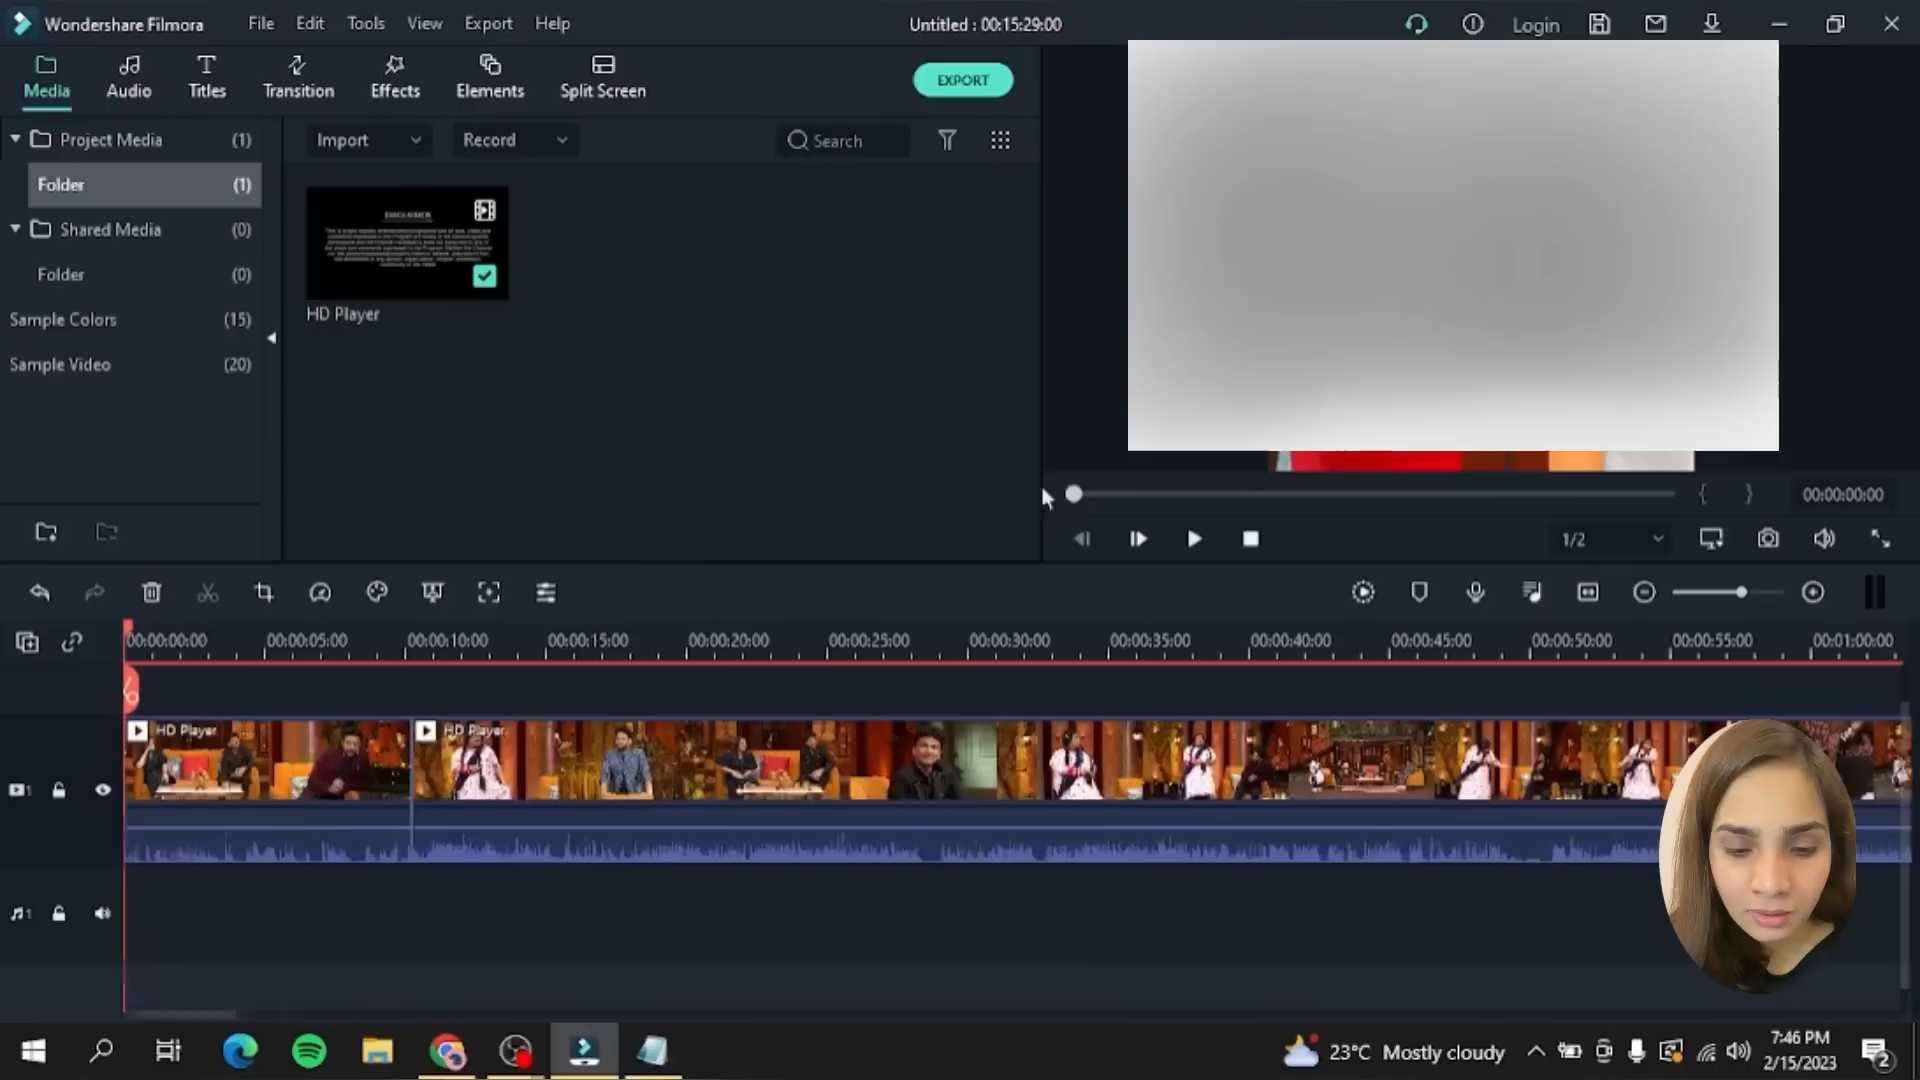 Wondershare Filmora File Edit Tools View Export Help Untitled : 00:15:29:00 Login
Media Audio Titles Transition Effects Elements Split Screen EXPORT
Project Media (1)
Folder (1)
Shared Media (0)
Folder (0)
Sample Colors (15)
Sample Video (20)
Import Record Search
DISCLAIMER
HD Player
00:00:00:00
1/2
00:00:00:00 00:00:05:00 00:00:10:00 00:00:15:00 00:00:20:00 00:00:25:00 00:00:30:00 00:00:35:00 00:00:40:00 00:00:45:00 00:00:50:00 00:00:55:00 00:01:00:00
HD Player HD Player
1
1
23°C Mostly cloudy
7:46 PM
2/15/2023
2